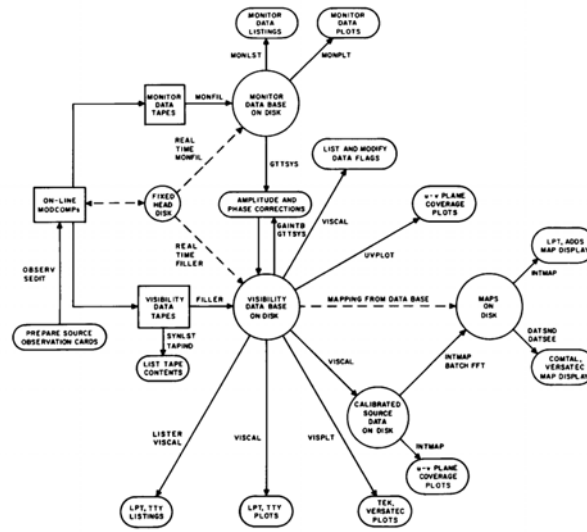 MONITOR
DATA
LISTINGS
MONITOR
DATA
PLOTS
MONLST
MONPLT
MONITOR
DATA
TAPES
MONFIL
MONITOR
DATA BASE
ON DISK
REAL
TIME
MONFIL
GTTSYS
LIST AND MODIFY
DATA FLAGS
ON-LINE
MODCOMPs
FIXED
HEAD
DISK
AMPLITUDE AND
PHASE CORRECTIONS
GAINTB
GTTSYS
VISCAL
u-v PLANE
COVERAGE
PLOTS
REAL
TIME
FILLER
UVPLOT
LPT, ADDS
MAP DISPLAY
OBSERV
SEDIT
INTMAP
VISIBILITY
DATA
TAPES
FILLER
VISIBILITY
DATA BASE
ON DISK
MAPPING FROM DATA BASE
MAPS
ON
DISK
PREPARE SOURCE
OBSERVATION CARDS
SYNLST
TAPIND
LIST TAPE
CONTENTS
DATSND
DATSEE
COMTAL,
VERSATEC
MAP DISPLAY
VISCAL
INTMAP
BATCH FFT
CALIBRATED
SOURCE
DATA
ON DISK
LISTER
VISCAL
VISCAL
VISPLT
INTMAP
u-v PLANE
COVERAGE
PLOTS
LPT, TTY
LISTINGS
LPT, TTY
PLOTS
TEK,
VERSATEC
PLOTS